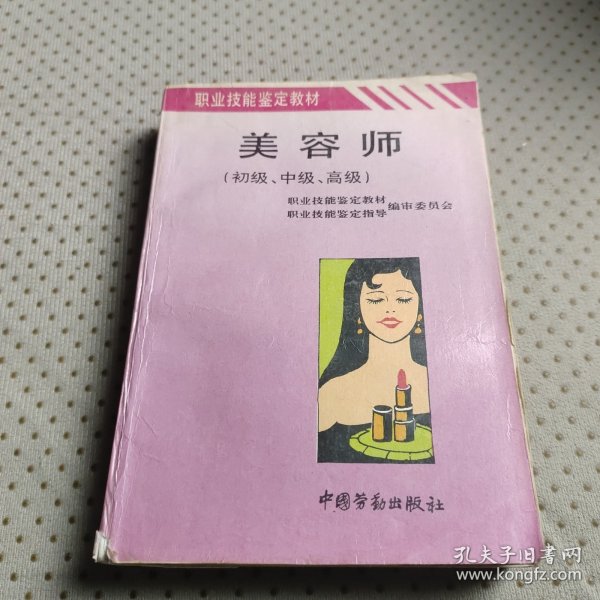 职业技能鉴定教材
美容师
(初级、中级、高级)
职业技能鉴定教材
职业技能鉴定指导
编审委员会
中國劳動出版社
孔夫子旧书网
www.kongfz.com